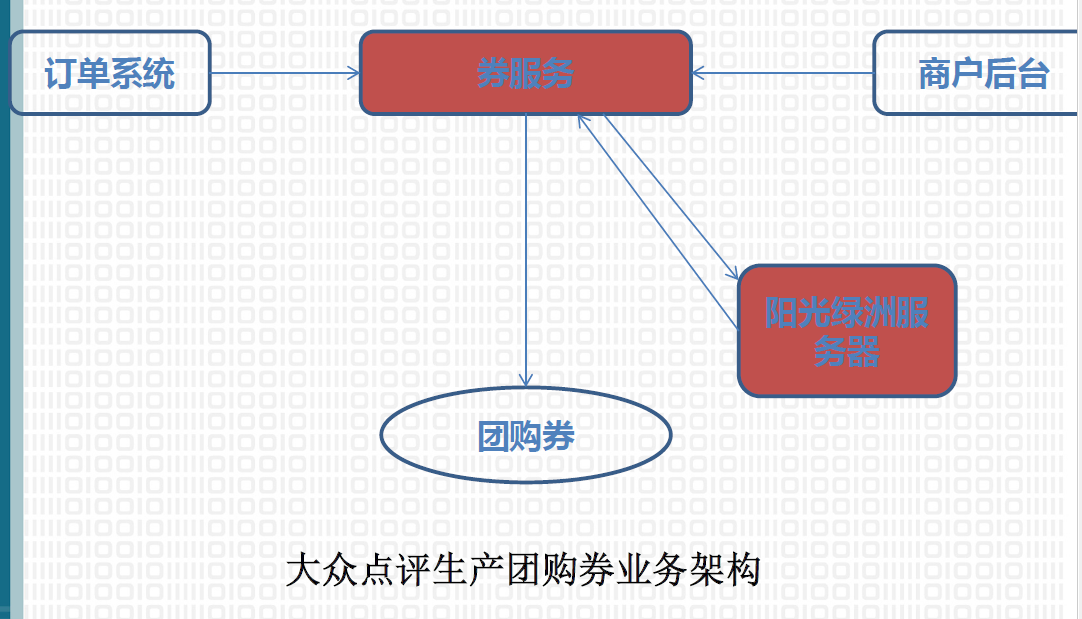 订单系统
券服务
商户后台
阳光绿洲服
务器
团购券
大众点评生产团购券业务架构